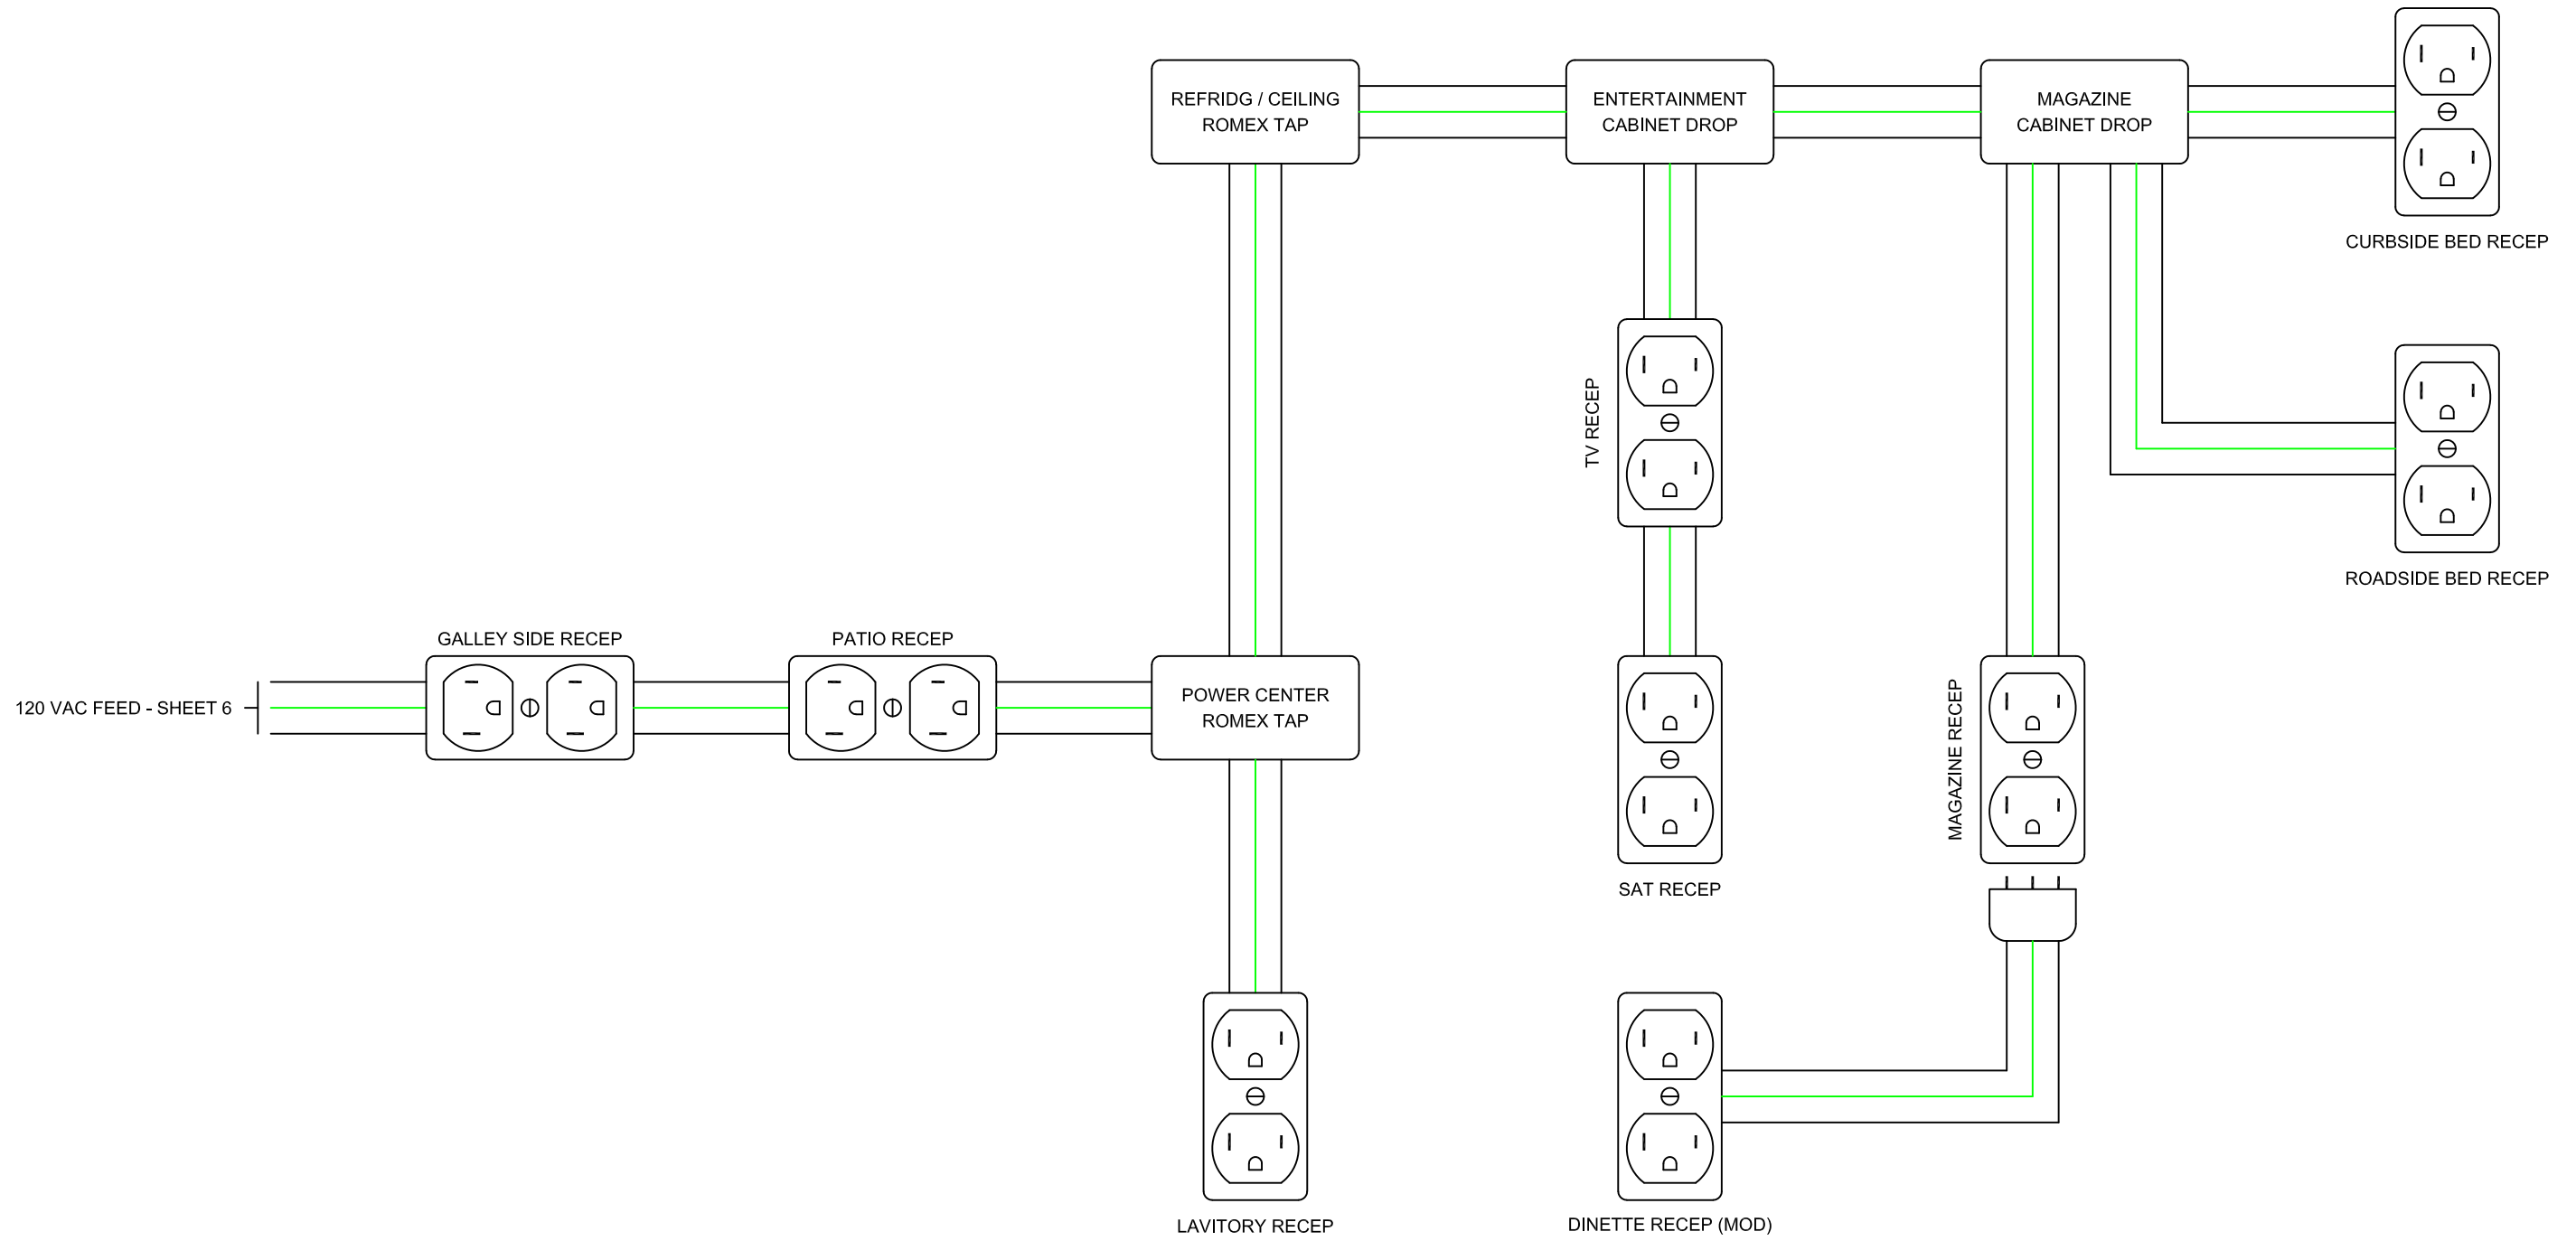 REFRIDG / CEILING
ROMEX TAP
ENTERTAINMENT
CABINET DROP
MAGAZINE
CABINET DROP
CURBSIDE BED RECEP
TV RECEP
ROADSIDE BED RECEP
GALLEY SIDE RECEP
PATIO RECEP
120 VAC FEED - SHEET 6
POWER CENTER
ROMEX TAP
MAGAZINE RECEP
SAT RECEP
LAVITORY RECEP
DINETTE RECEP (MOD)